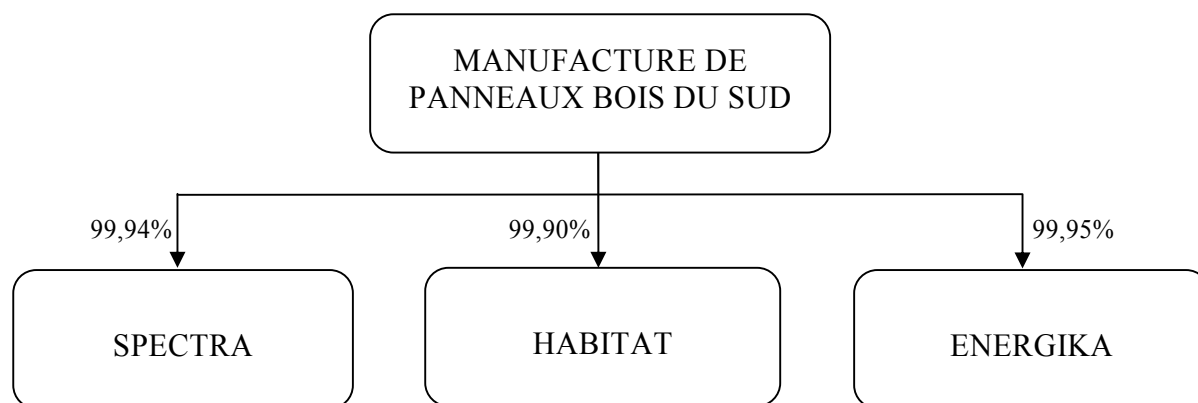 MANUFACTURE DE
PANNEAUX BOIS DU SUD
99,94%
99,90%
99,95%
SPECTRA
HABITAT
ENERGIKA